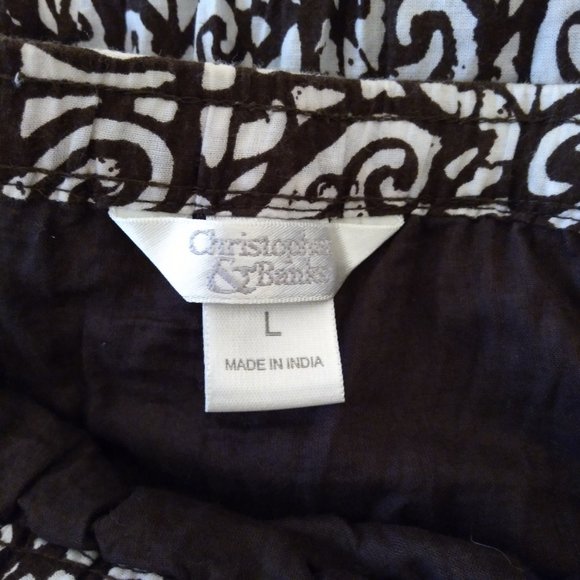 Christopher
& Banks
L
MADE IN INDIA